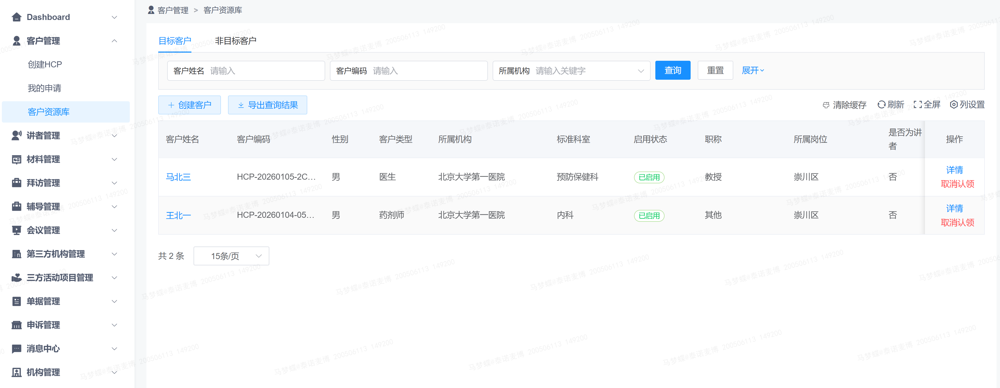 Dashboard
客户管理
创建HCP
我的申请
客户资源库
讲者管理
材料管理
拜访管理
辅导管理
会议管理
第三方机构管理
三方活动项目管理
单据管理
申诉管理
消息中心
机构管理
客户管理 > 客户资源库
目标客户 非目标客户
客户姓名 请输入 客户编码 请输入 所属机构 请输入关键字 查询 重置 展开
创建客户 导出查询结果 清除缓存 刷新 全屏 列设置
客户姓名 客户编码 性别 客户类型 所属机构 标准科室 启用状态 职称 所属岗位 是否为讲者 操作
马北三 HCP-20260105-2C... 男 医生 北京大学第一医院 预防保健科 已启用 教授 崇川区 否 详情
取消认领
王北一 HCP-20260104-05... 男 药剂师 北京大学第一医院 内科 已启用 其他 崇川区 否 详情
取消认领
共 2 条 15条/页
马梦蝶@泰诺麦博 200506113 149200